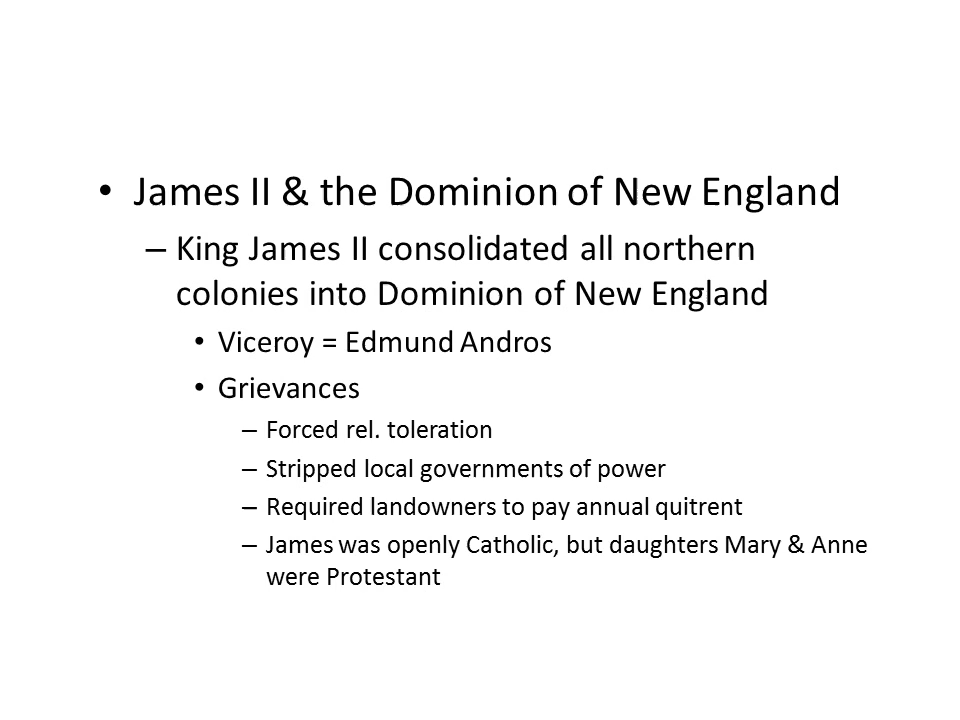 • James II & the Dominion of New England
– King James II consolidated all northern
colonies into Dominion of New England
• Viceroy = Edmund Andros
• Grievances
– Forced rel. toleration
– Stripped local governments of power
– Required landowners to pay annual quitrent
– James was openly Catholic, but daughters Mary & Anne
were Protestant